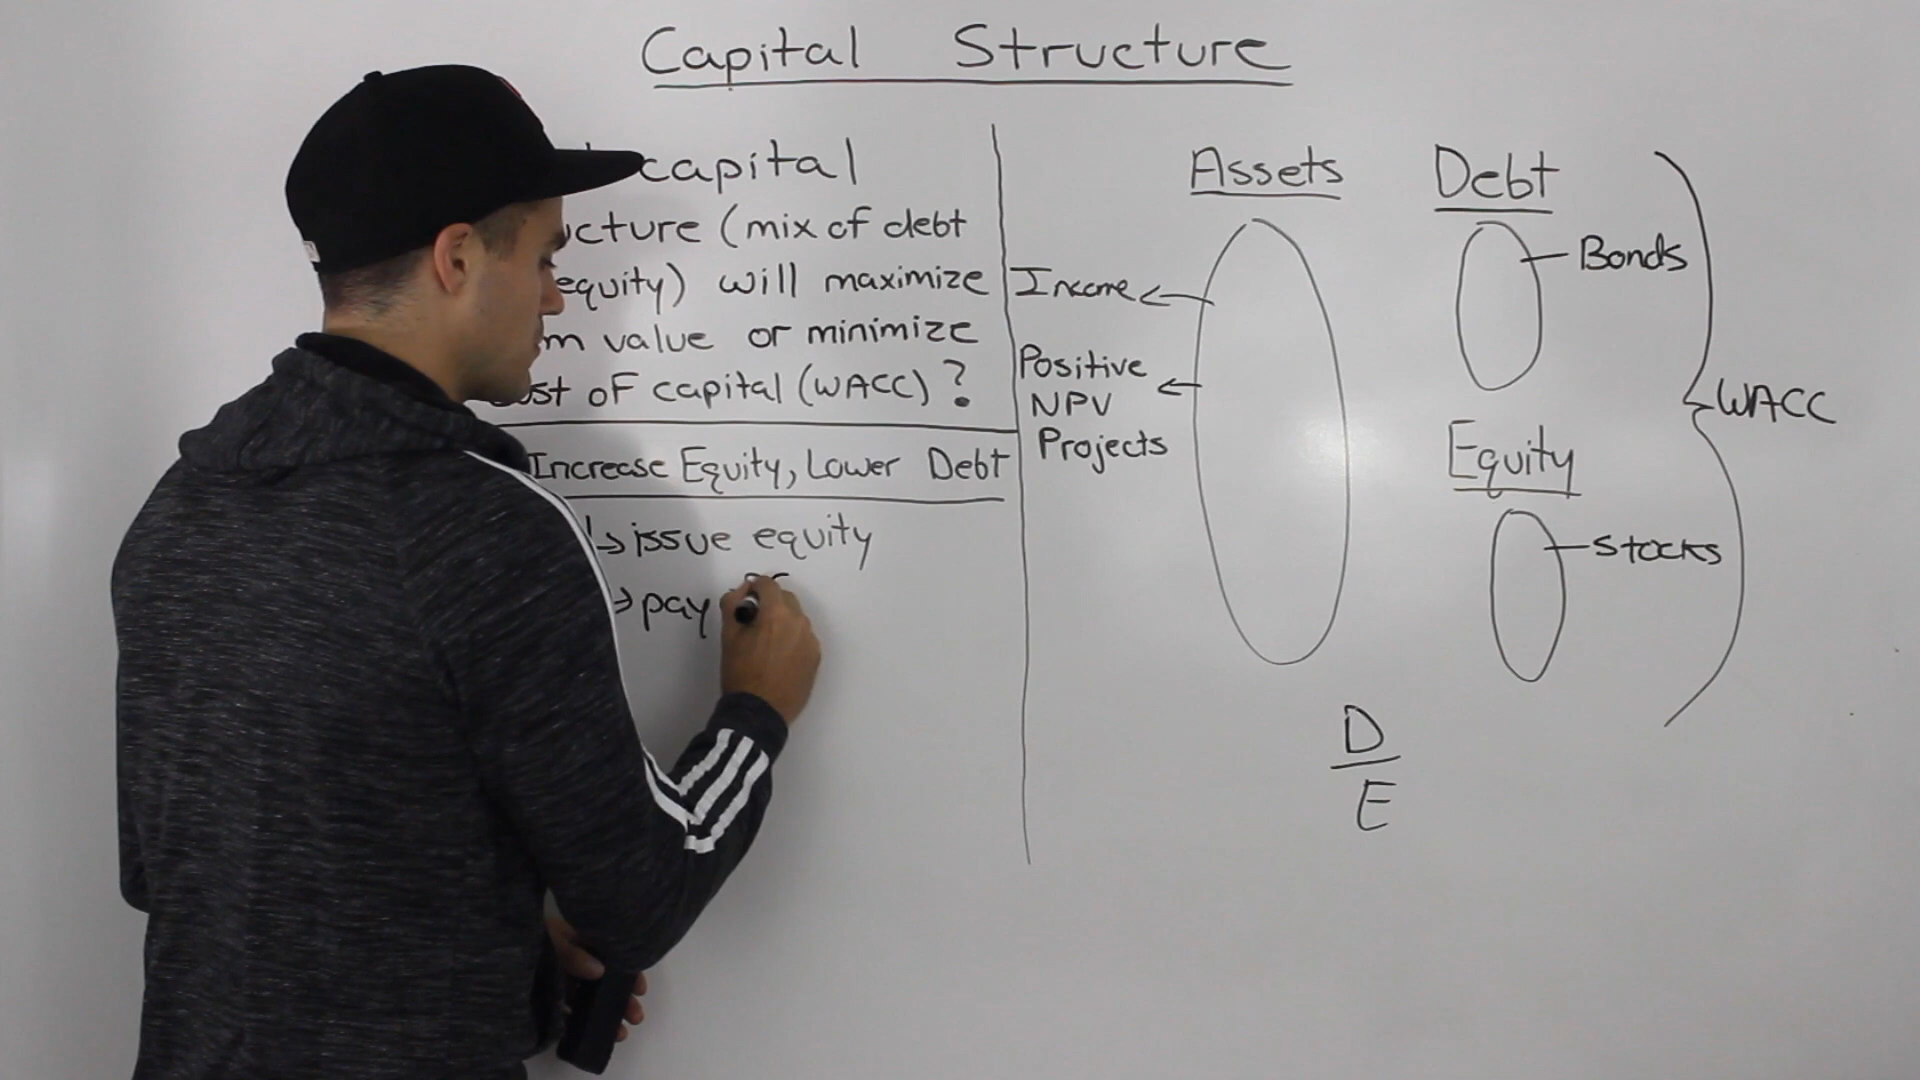 Capital Structure
capital
ucture (mix of debt
equity) will maximize
m value or minimize
ost of capital (WACC)?
Increase Equity, Lower Debt
↳ issue equity
→ pay
Assets
Income ←
Positive ←
NPV
Projects
Debt
Bonds
Equity
Stocks
WACC
D
E